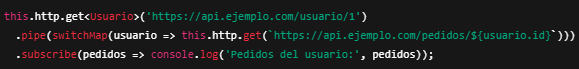 this.http.get<Usuario>('https://api.ejemplo.com/usuario/1')
  .pipe(switchMap(usuario => this.http.get(`https://api.ejemplo.com/pedidos/${usuario.id}`)))
  .subscribe(pedidos => console.log('Pedidos del usuario:', pedidos));